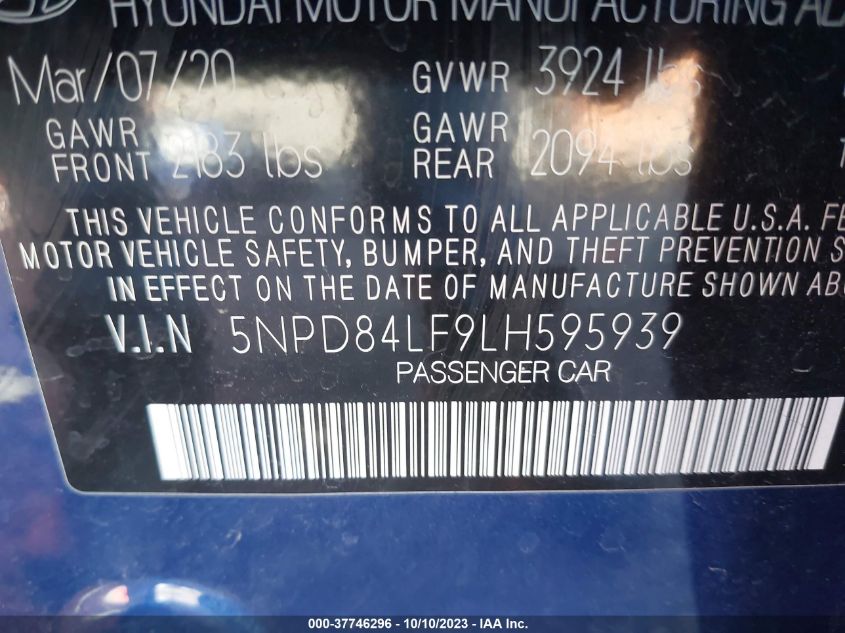 HYUNDAI MOTOR MANUFACTURING
Mar/07/20 GVWR 3924 lbs
GAWR FRONT 2183 lbs GAWR REAR 2094 lbs
THIS VEHICLE CONFORMS TO ALL APPLICABLE U.S.A. FE
MOTOR VEHICLE SAFETY, BUMPER, AND THEFT PREVENTION S
IN EFFECT ON THE DATE OF MANUFACTURE SHOWN ABO
V.I.N 5NPD84LF9LH595939
PASSENGER CAR
000-37746296 - 10/10/2023 - IAA Inc.